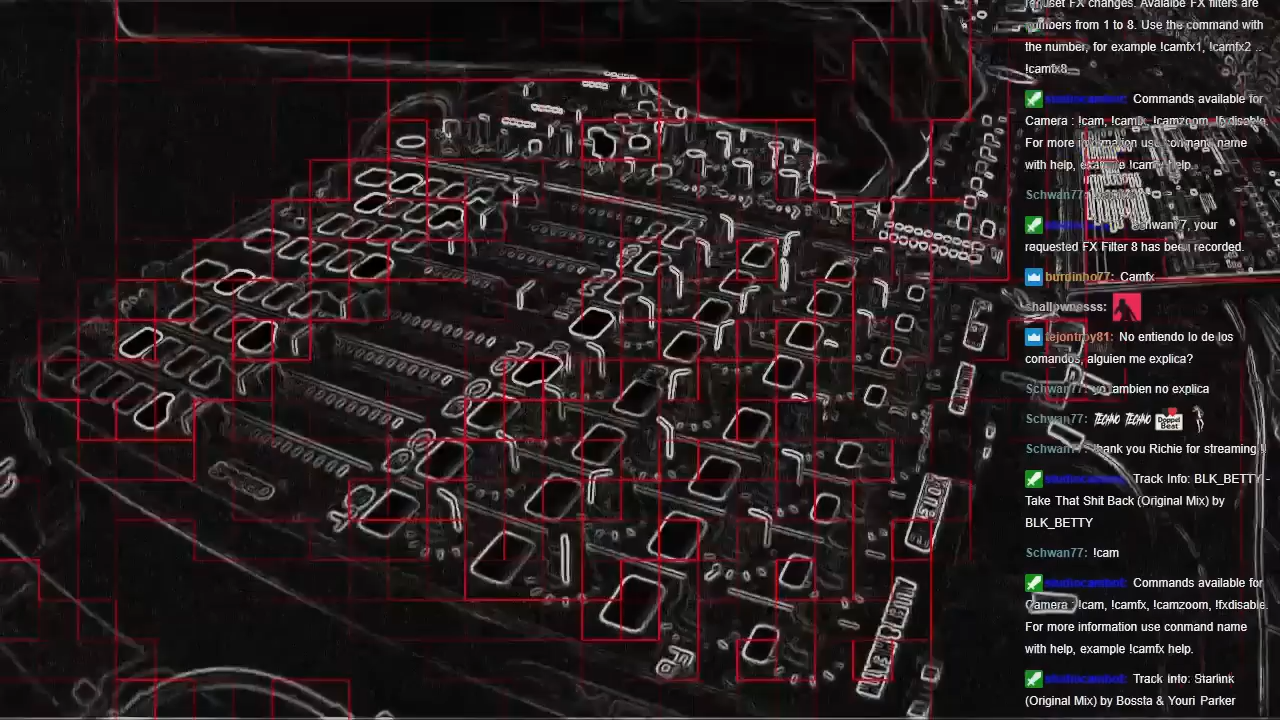 requset FX changes. Avalaibe FX filters are
numbers from 1 to 8. Use the command with
the number, for example !camfx1, !camfx2 ..
!camfx8
Commands available for
Camera : !cam, !camfx, !camzoom, !fxdisable.
For more information use command name
with help, example !camfx help.
Schwan77:
Schwan77, your
requested FX Filter 8 has been recorded.
burdinho77: Camfx
shallownesss:
tejontroy81: No entiendo lo de los
comandos, alguien me explica?
Schwan77: yo tambien no explica
Schwan77: TECHNO TECHNO
Schwan77: thank you Richie for streaming !
Track Info: BLK_BETTY -
Take That Shit Back (Original Mix) by
BLK_BETTY
Schwan77: !cam
Commands available for
Camera : !cam, !camfx, !camzoom, !fxdisable.
For more information use command name
with help, example !camfx help.
Track Info: Starlink
(Original Mix) by Bossta & Youri Parker